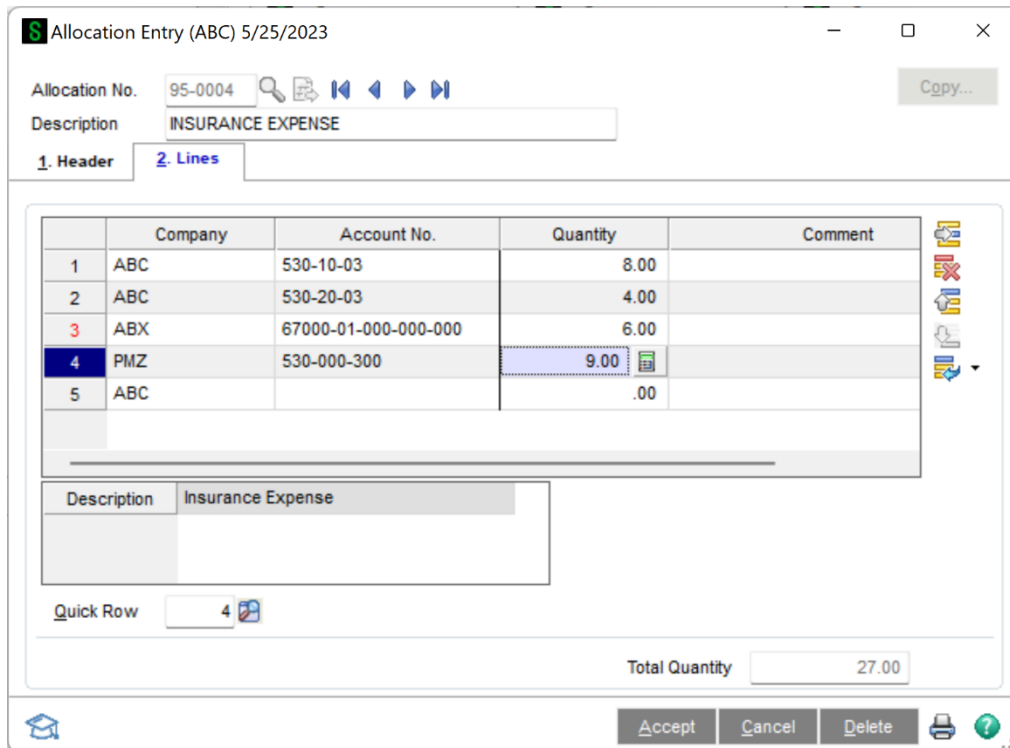 S Allocation Entry (ABC) 5/25/2023
Allocation No. 95-0004 Copy...
Description INSURANCE EXPENSE
1. Header 2. Lines
Company Account No. Quantity Comment
1 ABC 530-10-03 8.00
2 ABC 530-20-03 4.00
3 ABX 67000-01-000-000-000 6.00
4 PMZ 530-000-300 9.00
5 ABC .00
Description Insurance Expense
Quick Row 4
Total Quantity 27.00
Accept Cancel Delete ?